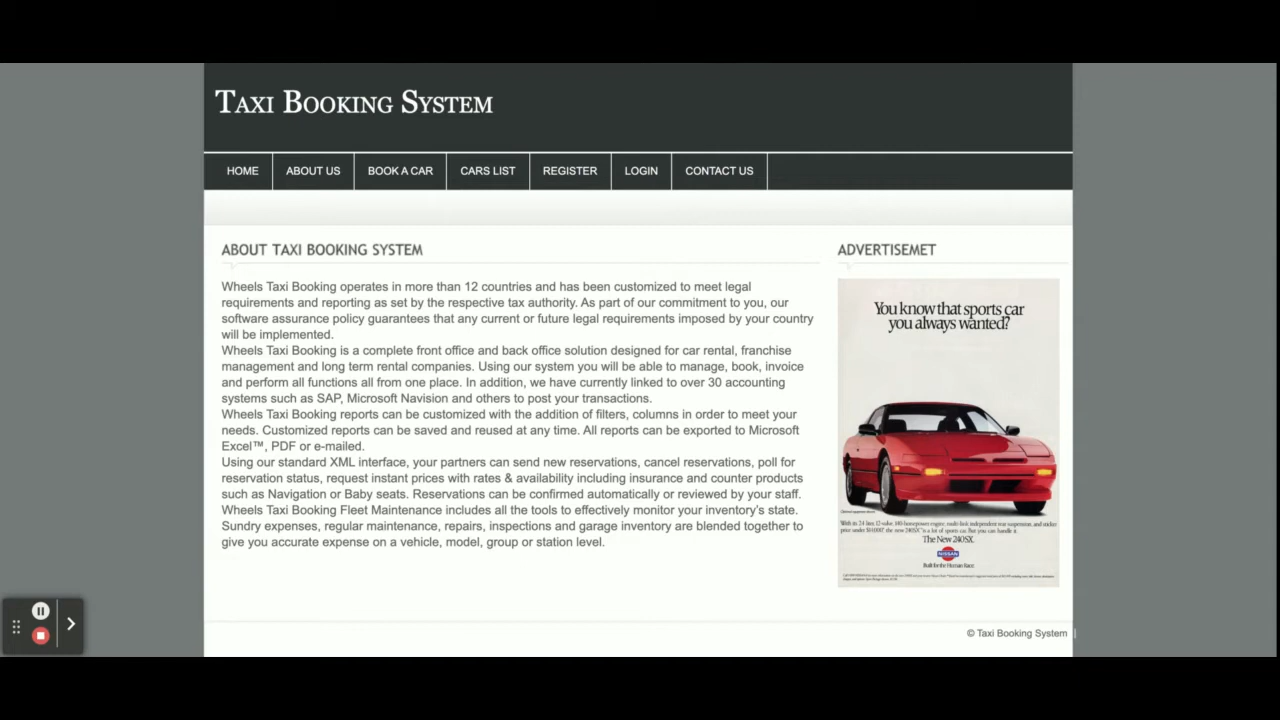 TAXI BOOKING SYSTEM
HOME
ABOUT US
BOOK A CAR
CARS LIST
REGISTER
LOGIN
CONTACT US
ABOUT TAXI BOOKING SYSTEM
Wheels Taxi Booking operates in more than 12 countries and has been customized to meet legal
requirements and reporting as set by the respective tax authority. As part of our commitment to you, our
software assurance policy guarantees that any current or future legal requirements imposed by your country
will be implemented.
Wheels Taxi Booking is a complete front office and back office solution designed for car rental, franchise
management and long term rental companies. Using our system you will be able to manage, book, invoice
and perform all functions all from one place. In addition, we have currently linked to over 30 accounting
systems such as SAP, Microsoft Navision and others to post your transactions.
Wheels Taxi Booking reports can be customized with the addition of filters, columns in order to meet your
needs. Customized reports can be saved and reused at any time. All reports can be exported to Microsoft
Excel™, PDF or e-mailed.
Using our standard XML interface, your partners can send new reservations, cancel reservations, poll for
reservation status, request instant prices with rates & availability including insurance and counter products
such as Navigation or Baby seats. Reservations can be confirmed automatically or reviewed by your staff.
Wheels Taxi Booking Fleet Maintenance includes all the tools to effectively monitor your inventory's state.
Sundry expenses, regular maintenance, repairs, inspections and garage inventory are blended together to
give you accurate expense on a vehicle, model, group or station level.
ADVERTISEMET
You know that sports car
you always wanted?
The New 240SX.
NISSAN
Built for the Human Race.
© Taxi Booking System